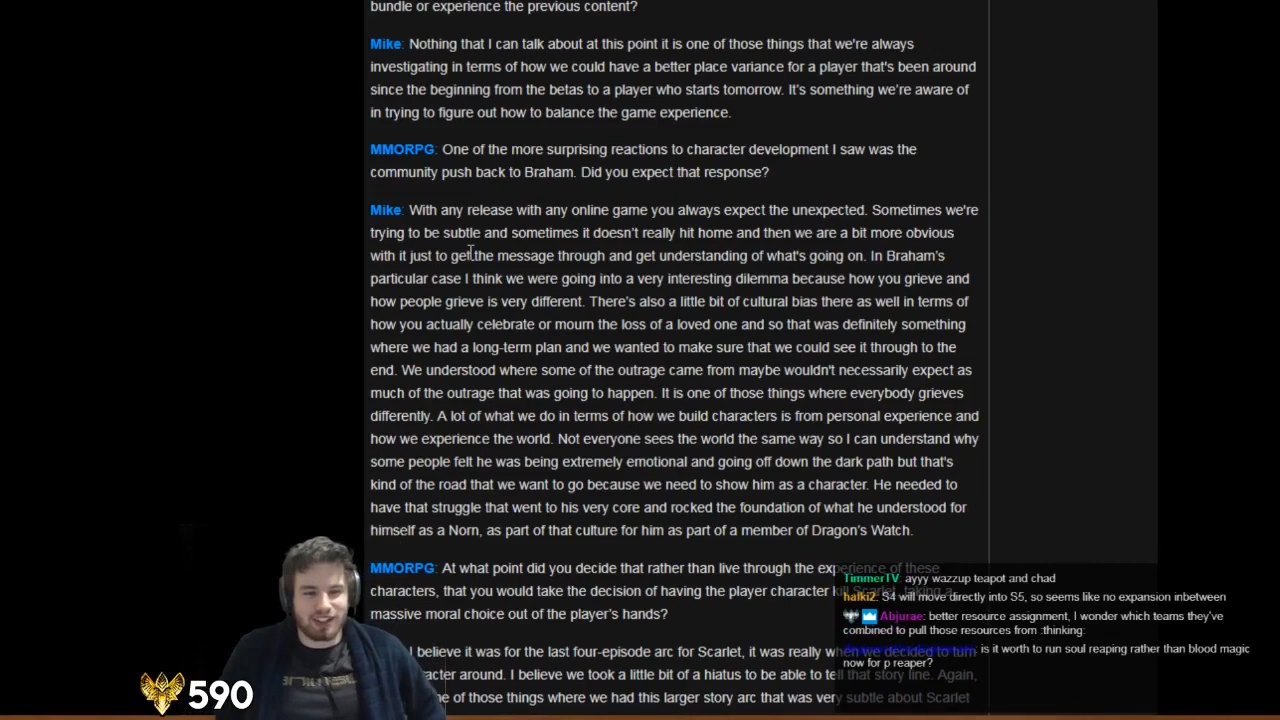 bundle or experience the previous content?
Mike: Nothing that I can talk about at this point it is one of those things that we're always
investigating in terms of how we could have a better place variance for a player that's been around
since the beginning from the betas to a player who starts tomorrow. It's something we're aware of
in trying to figure out how to balance the game experience.
MMORPG: One of the more surprising reactions to character development I saw was the
community push back to Braham. Did you expect that response?
Mike: With any release with any online game you always expect the unexpected. Sometimes we're
trying to be subtle and sometimes it doesn't really hit home and then we are a bit more obvious
with it just to get the message through and get understanding of what's going on. In Braham's
particular case I think we were going into a very interesting dilemma because how you grieve and
how people grieve is very different. There's also a little bit of cultural bias there as well in terms of
how you actually celebrate or mourn the loss of a loved one and so that was definitely something
where we had a long-term plan and we wanted to make sure that we could see it through to the
end. We understood where some of the outrage came from maybe wouldn't necessarily expect as
much of the outrage that was going to happen. It is one of those things where everybody grieves
differently. A lot of what we do in terms of how we build characters is from personal experience and
how we experience the world. Not everyone sees the world the same way so I can understand why
some people felt he was being extremely emotional and going off down the dark path but that's
kind of the road that we want to go because we need to show him as a character. He needed to
have that struggle that went to his very core and rocked the foundation of what he understood for
himself as a Norn, as part of that culture for him as part of a member of Dragon's Watch.
MMORPG: At what point did you decide that rather than live through the experience of these
characters, that you would take the decision of having the player character kill Scarlet, taking a
massive moral choice out of the player's hands?
I believe it was for the last four-episode arc for Scarlet, it was really when we decided to turn
character around. I believe we took a little bit of a hiatus to be able to tell that story line. Again,
of those things where we had this larger story arc that was very subtle about Scarlet
TimmerTV: ayyy wazzup teapot and chad
halki2: S4 will move directly into S5, so seems like no expansion inbetween
Abjurae: better resource assignment, I wonder which teams they've
combined to pull those resources from :thinking:
: is it worth to run soul reaping rather than blood magic
now for p reaper?
590